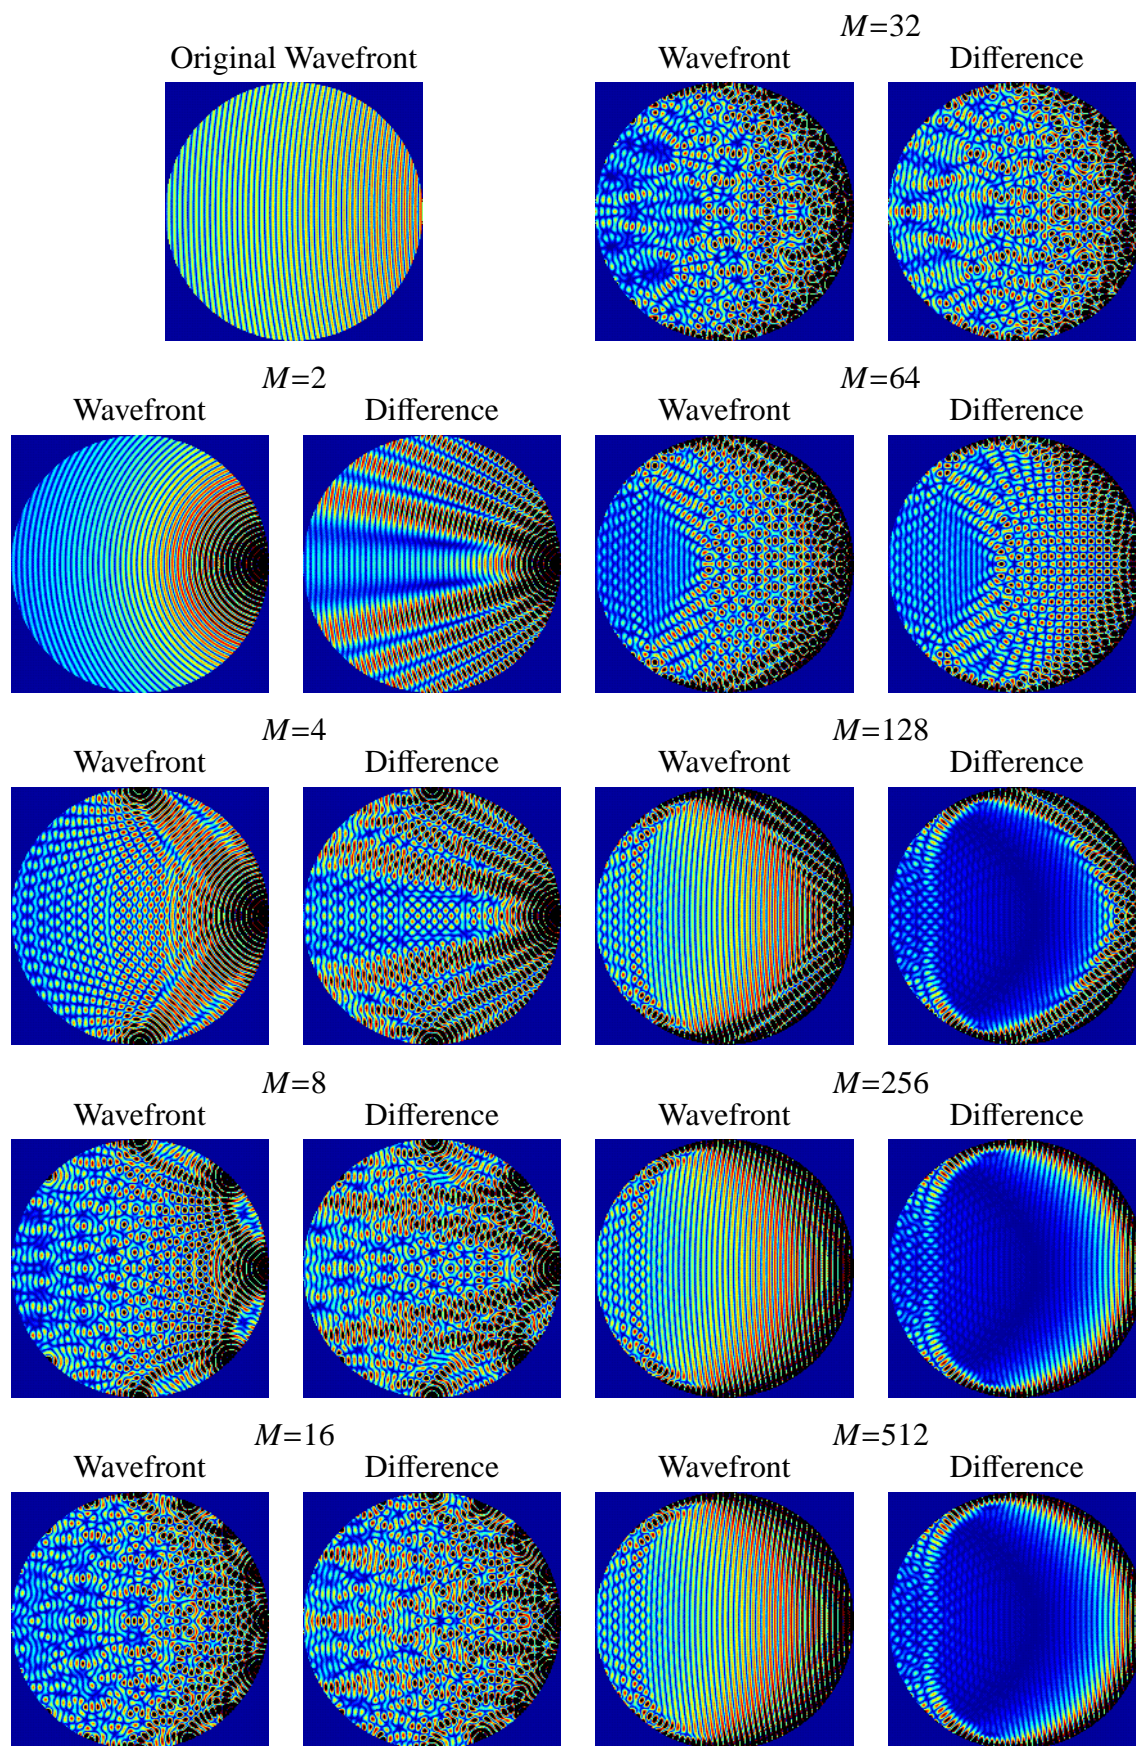 Original Wavefront
M=32
Wavefront Difference
M=2
Wavefront Difference
M=64
Wavefront Difference
M=4
Wavefront Difference
M=128
Wavefront Difference
M=8
Wavefront Difference
M=256
Wavefront Difference
M=16
Wavefront Difference
M=512
Wavefront Difference